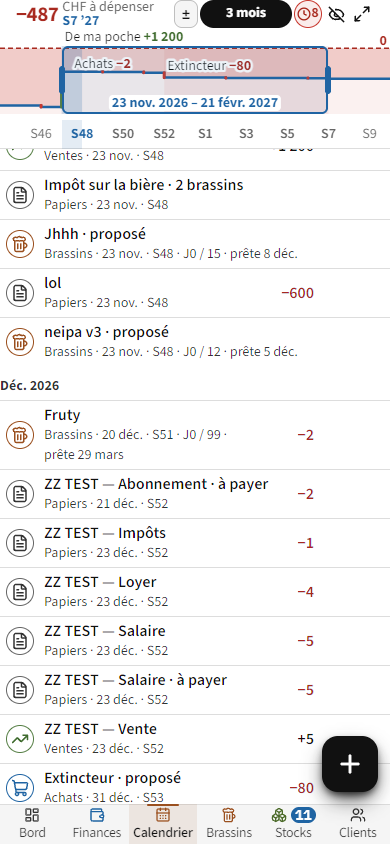 −487 CHF à dépenser
S7 ’27
± 3 mois 8
De ma poche +1 200
0
Achats −2
Extincteur −80
23 nov. 2026 – 21 févr. 2027
S46 S48 S50 S52 S1 S3 S5 S7 S9
Ventes · 23 nov. · S48
Impôt sur la bière · 2 brassins
Papiers · 23 nov. · S48
Jhhh · proposé
Brassins · 23 nov. · S48 · J0 / 15 · prête 8 déc.
lol
Papiers · 23 nov. · S48
−600
neipa v3 · proposé
Brassins · 23 nov. · S48 · J0 / 12 · prête 5 déc.
Déc. 2026
Fruty
Brassins · 20 déc. · S51 · J0 / 99 ·
prête 29 mars
−2
ZZ TEST — Abonnement · à payer
Papiers · 21 déc. · S52
−2
ZZ TEST — Impôts
Papiers · 23 déc. · S52
−1
ZZ TEST — Loyer
Papiers · 23 déc. · S52
−4
ZZ TEST — Salaire
Papiers · 23 déc. · S52
−5
ZZ TEST — Salaire · à payer
Papiers · 23 déc. · S52
−5
ZZ TEST — Vente
Ventes · 23 déc. · S52
+5
Extincteur · proposé
Achats · 31 déc. · S53
−80
+
Bord Finances Calendrier Brassins Stocks 11 Clients